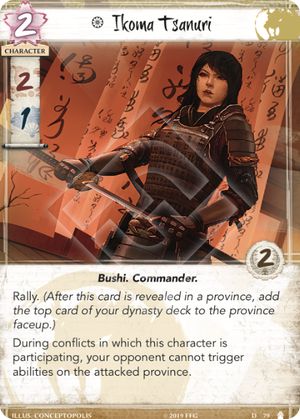 2
Ikoma Tsanuri
CHARACTER
2
1
2
Bushi. Commander.
Rally. (After this card is revealed in a province, add
the top card of your dynasty deck to the province
faceup.)
During conflicts in which this character is
participating, your opponent cannot trigger
abilities on the attacked province.
ILLUS: CONCEPTOPOLIS
©2019 FFG
D 79